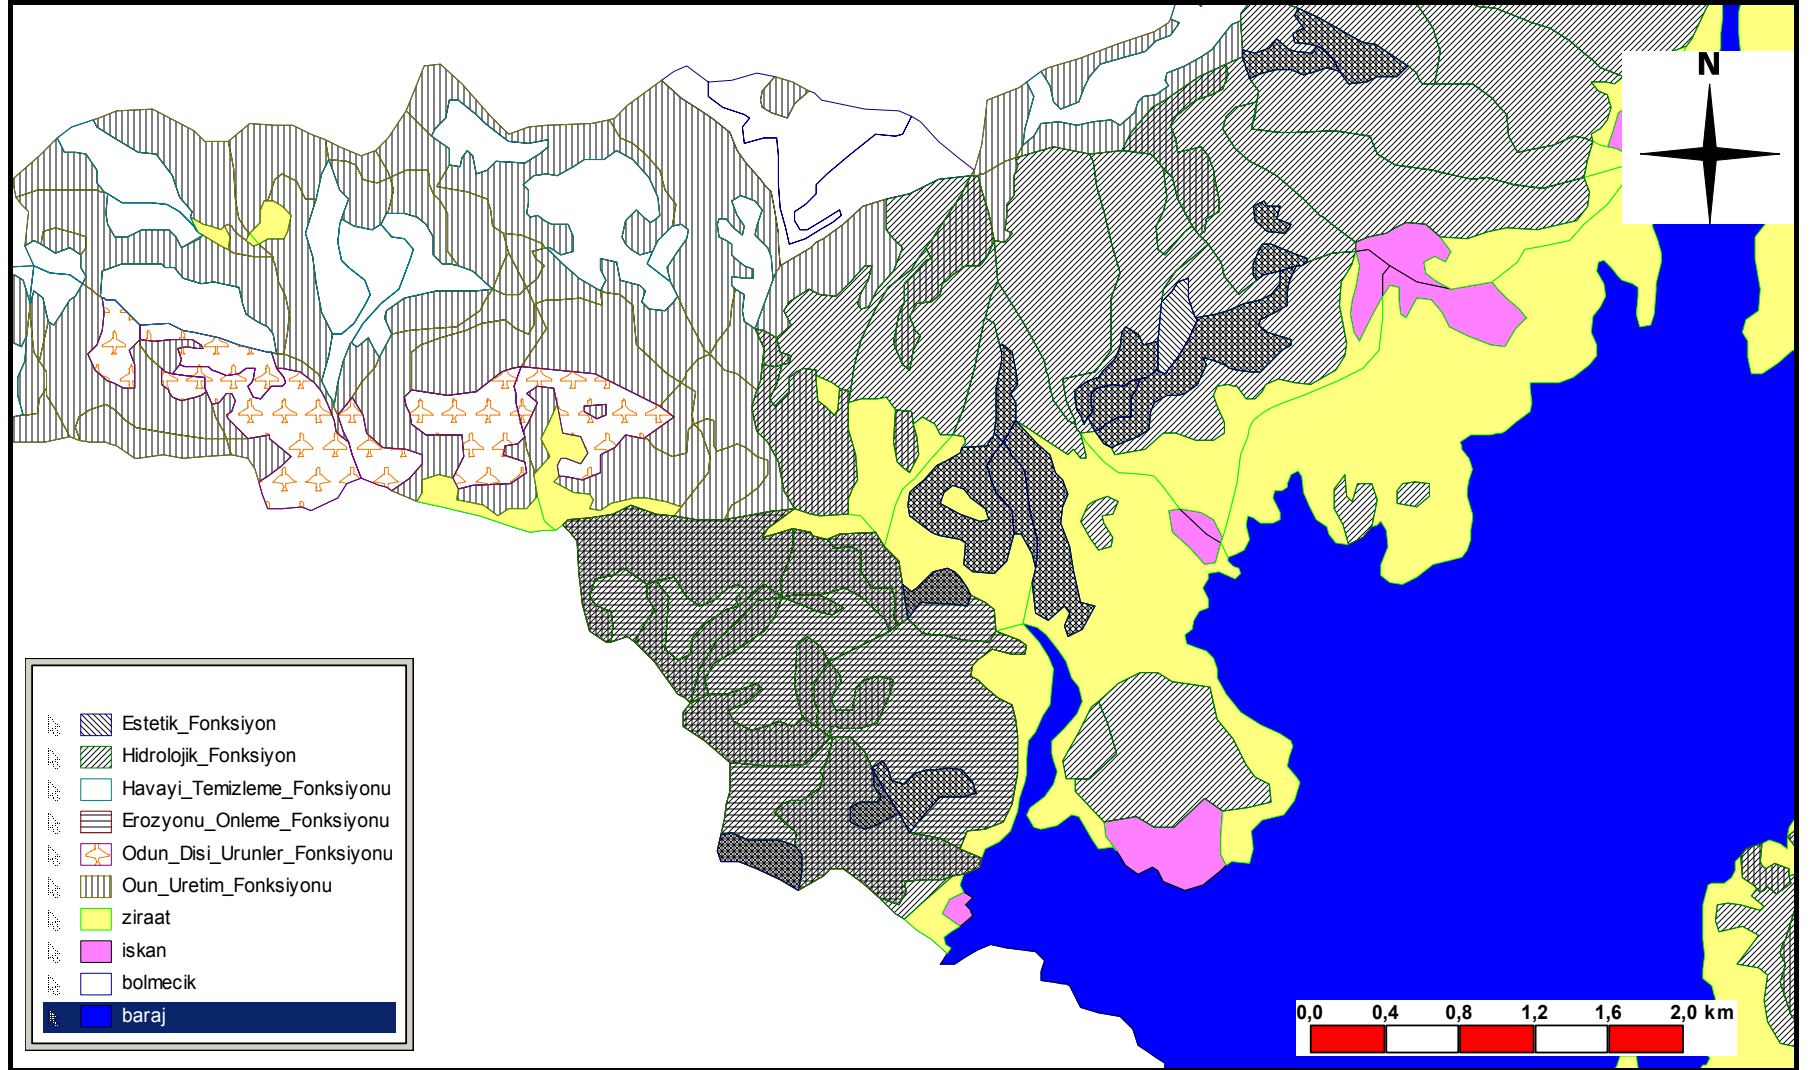 N
Estetik_Fonksiyon
Hidrolojik_Fonksiyon
Havayi_Temizleme_Fonksiyonu
Erozyonu_Onleme_Fonksiyonu
Odun_Disi_Urunler_Fonksiyonu
Oun_Uretim_Fonksiyonu
ziraat
iskan
bolmecik
baraj
0,0 0,4 0,8 1,2 1,6 2,0 km